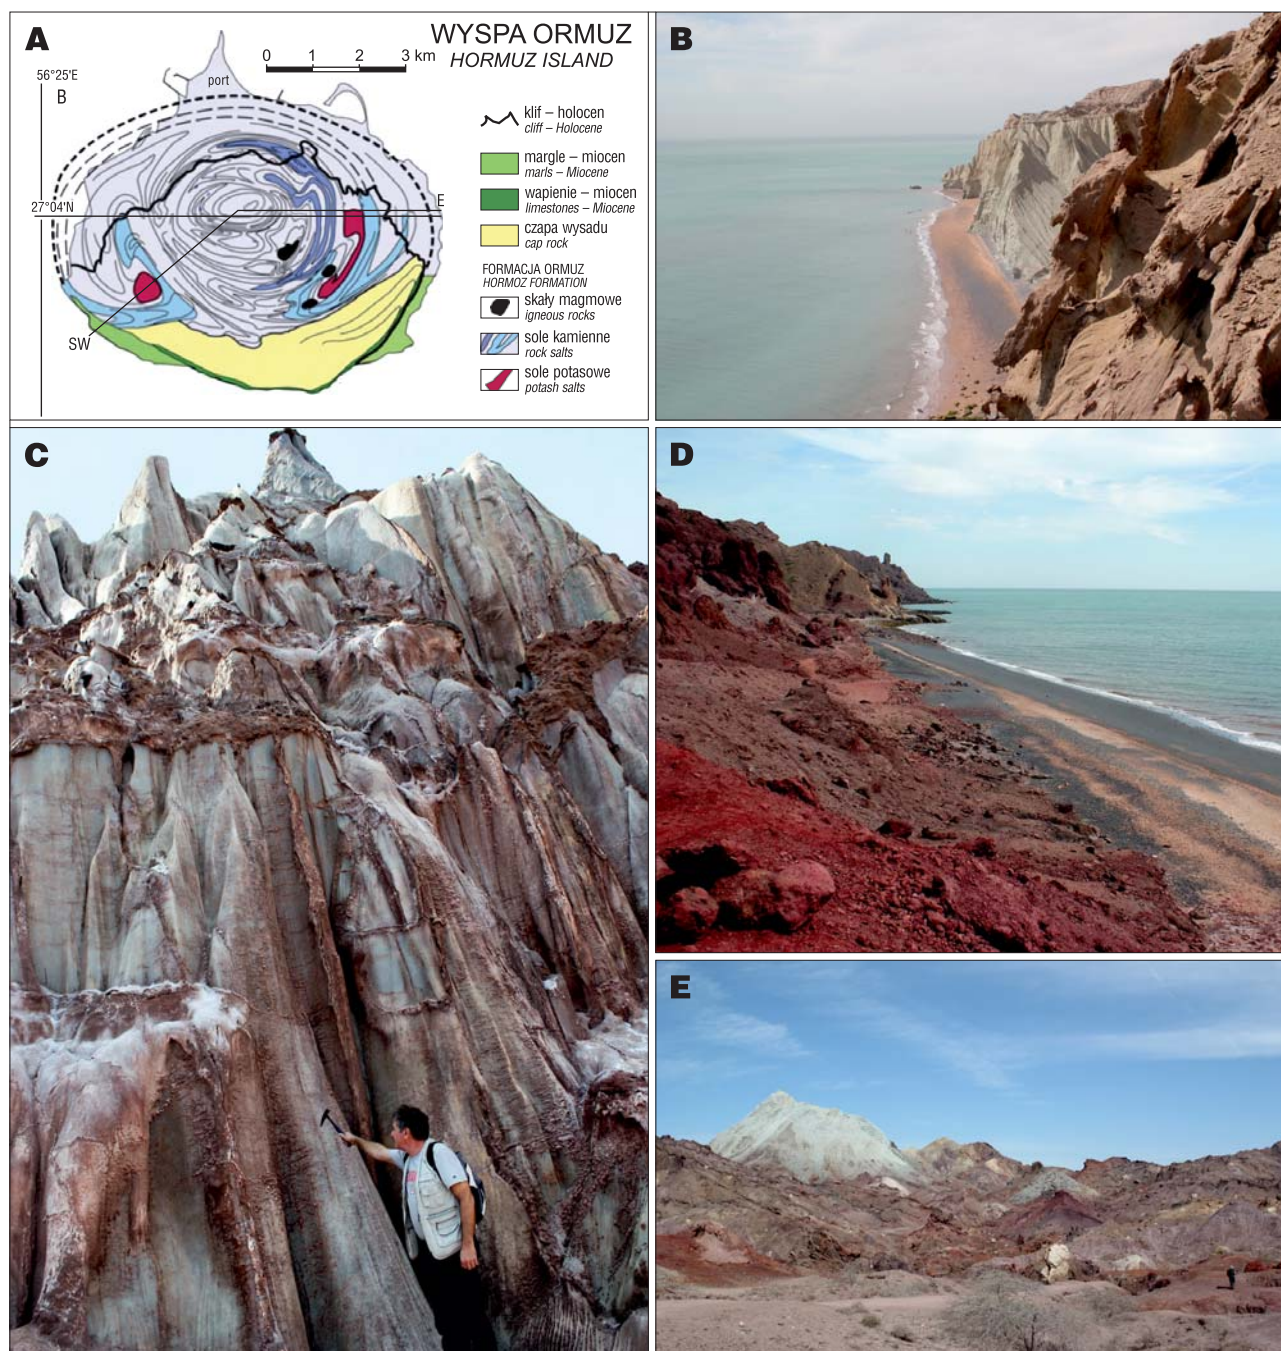 A
WYSPA ORMUZ
HORMUZ ISLAND
0 1 2 3 km
56°25'E
B
port
27°04'N
E
SW
klif – holocen
cliff – Holocene
margle – miocen
marls – Miocene
wapienie – miocen
limestones – Miocene
czapa wysadu
cap rock
FORMACJA ORMUZ
HORMOZ FORMATION
skały magmowe
igneous rocks
sole kamienne
rock salts
sole potasowe
potash salts
B
C
D
E